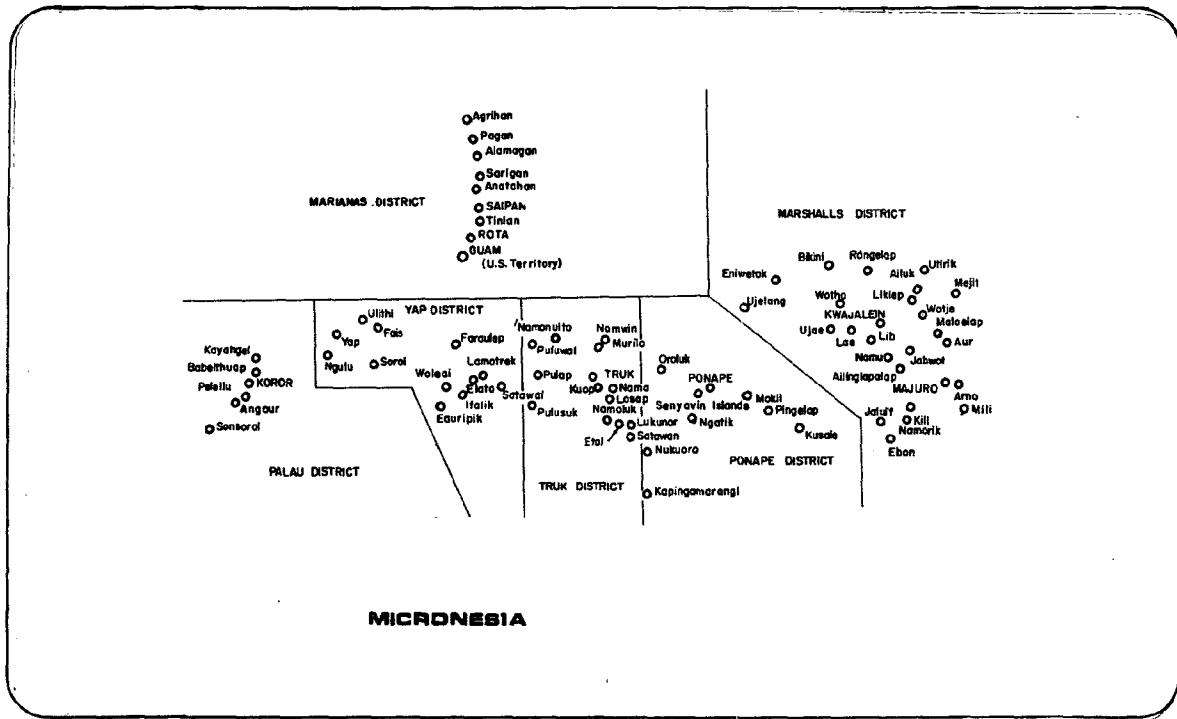 Agrihan
Pagan
Alamagan
Sarigan
Anatahan
MARIANAS DISTRICT
SAIPAN
Tinian
ROTA
GUAM
(U.S. Territory)
MARSHALLS DISTRICT
Bikini
Rongelap
Ailuk
Utirik
Eniwetok
Mejit
Ujelang
Wotho
Likiep
Wotje
KWAJALEIN
Maloelap
Ujae
Lae
Lib
Aur
Namu
Jabwot
Ailinglapalap
MAJURO
Arno
Mili
Jaluit
Kili
Namorik
Ebon
YAP DISTRICT
Ulithi
Fais
Yap
Ngulu
Sorol
Faraulep
Lamotrek
Woleai
Elato
Satawal
Ifalik
Eauripik
Kayangel
Babelthuap
Peleliu
KOROR
Angaur
Sonsorol
PALAU DISTRICT
Namonuito
Puluwat
Namwin
Murilo
Pulap
TRUK
Kuop
Nama
Losap
Pulusuk
Namoluk
Etal
Lukunor
Satawan
TRUK DISTRICT
Oroluk
PONAPE
Senyavin Islands
Mokil
Pingelap
Ngatik
Kusaie
Nukuoro
PONAPE DISTRICT
Kapingamarangi
MICRONESIA